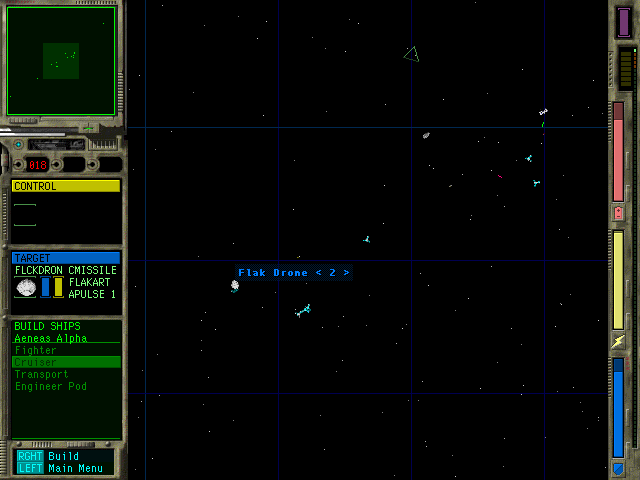 018
CONTROL
TARGET
FLCKDRON CMISSILE
FLAKART
APULSE 1
Flak Drone < 2 >
BUILD SHIPS
Aeneas Alpha
Fighter
Cruiser
Transport
Engineer Pod
RGHT Build
LEFT Main Menu